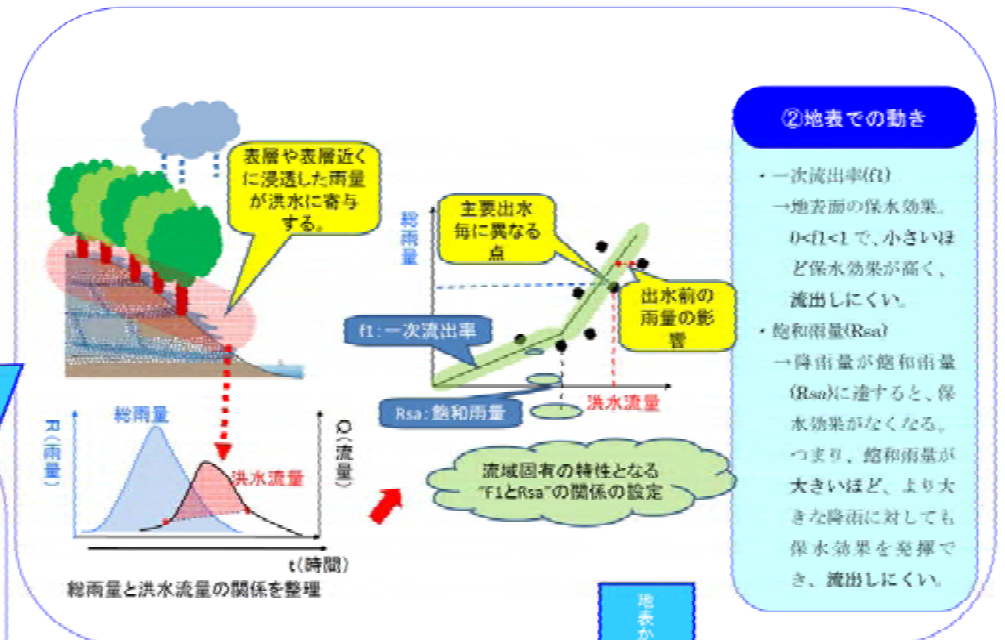 表層や表層近く
に浸透した雨量
が洪水に寄与
する。
総雨量
主要出水
毎に異なる
点
出水前の
雨量の影
響
f1:一次流出率
Rsa:飽和雨量
洪水流量
総雨量
R(雨量)
Q(流量)
洪水流量
t(時間)
総雨量と洪水流量の関係を整理
流域固有の特性となる
"f1とRsa"の関係の設定
②地表での動き
・一次流出率(f1)
→地表面の保水効果。
0<f1<1で、小さいほ
ど保水効果が高く、
流出しにくい。
・飽和雨量(Rsa)
→降雨量が飽和雨量
(Rsa)に達すると、保
水効果がなくなる。
つまり、飽和雨量が
大きいほど、より大
きな降雨に対しても
保水効果を発揮で
き、流出しにくい。
地表か